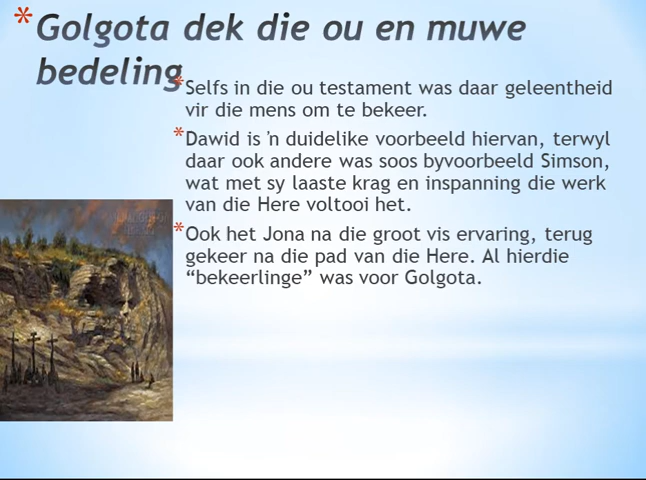 * Golgota dek die ou en muwe
bedeling
* Selfs in die ou testament was daar geleentheid
vir die mens om te bekeer.
* Dawid is 'n duidelike voorbeeld hiervan, terwyl
daar ook andere was soos byvoorbeeld Simson,
wat met sy laaste krag en inspanning die werk
van die Here voltooi het.
* Ook het Jona na die groot vis ervaring, terug
gekeer na die pad van die Here. Al hierdie
“bekeerlinge” was voor Golgota.